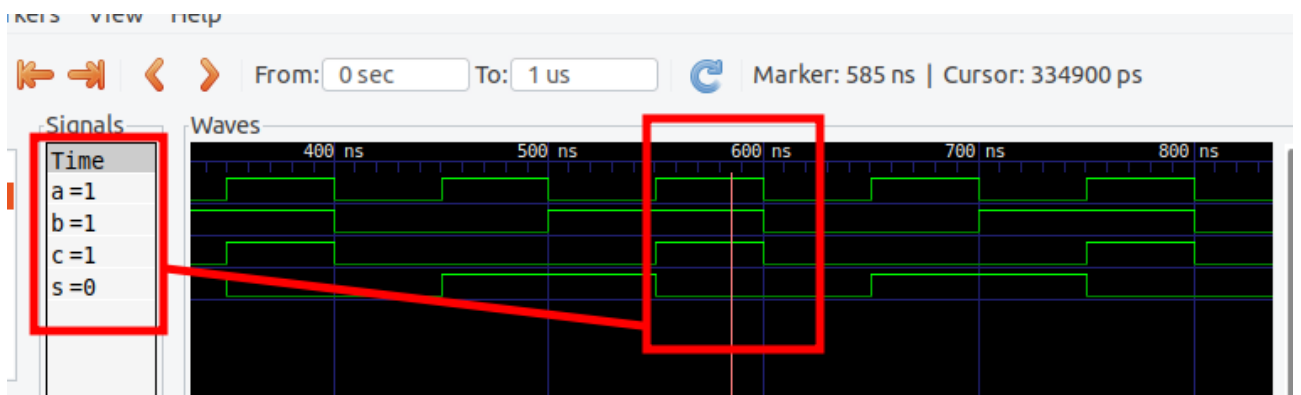 rkers View Help
From: 0 sec To: 1 us Marker: 585 ns | Cursor: 334900 ps
Signals Waves
Time
400 ns 500 ns 600 ns 700 ns 800 ns
a=1
b=1
c=1
s=0